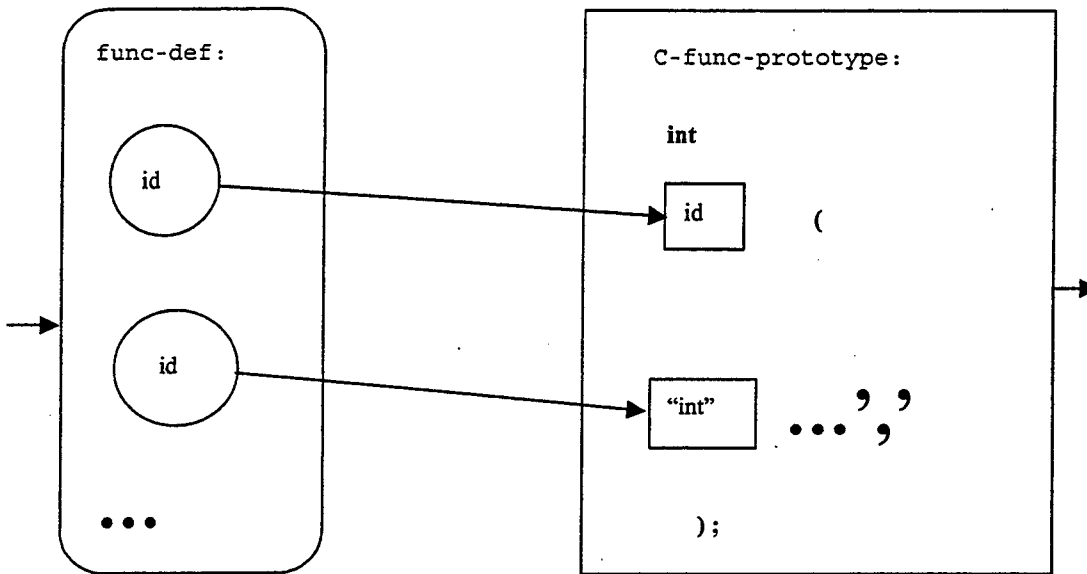 func-def:
id
id
•••
C-func-prototype:
int
id (
“int” •••’,’
);